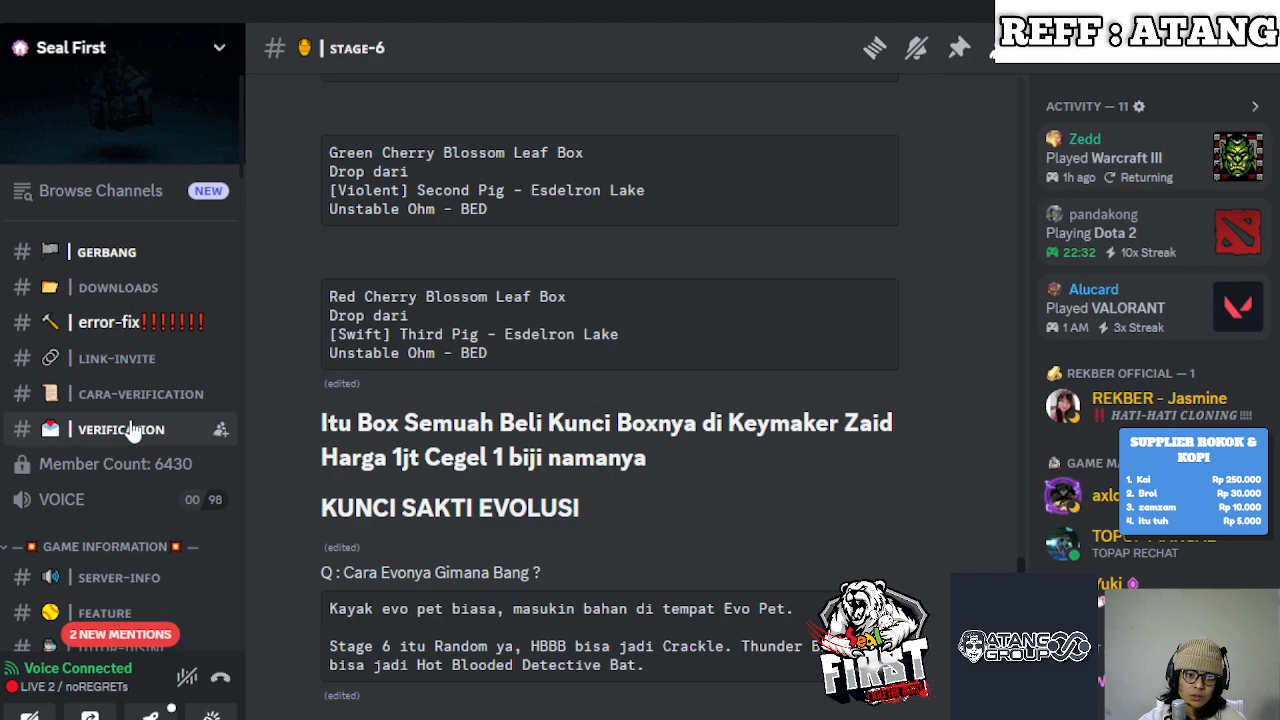 REFF : ATANG
Seal First
Browse Channels
NEW
GERBANG
DOWNLOADS
error-fix❗❗❗❗❗❗❗
LINK-INVITE
CARA-VERIFICATION
VERIFICATION
Member Count: 6430
VOICE
00 98
— 💥 GAME INFORMATION 💥 —
SERVER-INFO
FEATURE
2 NEW MENTIONS
Voice Connected
LIVE 2 / noREGRETs
# | STAGE-6
Green Cherry Blossom Leaf Box
Drop dari
[Violent] Second Pig - Esdelron Lake
Unstable Ohm - BED
Red Cherry Blossom Leaf Box
Drop dari
[Swift] Third Pig - Esdelron Lake
Unstable Ohm - BED
(edited)
Itu Box Semuah Beli Kunci Boxnya di Keymaker Zaid
Harga 1jt Cegel 1 biji namanya
KUNCI SAKTI EVOLUSI
(edited)
Q : Cara Evonya Gimana Bang ?
Kayak evo pet biasa, masukin bahan di tempat Evo Pet.
Stage 6 itu Random ya, HBBB bisa jadi Crackle. Thunder B
bisa jadi Hot Blooded Detective Bat.
(edited)
ACTIVITY — 11
Zedd
Played Warcraft III
1h ago Returning
pandakong
Playing Dota 2
22:32 10x Streak
Alucard
Played VALORANT
1 AM 3x Streak
REKBER OFFICIAL — 1
REKBER - Jasmine
HATI-HATI CLONING !!!!
SUPPLIER ROKOK &
KOPI
1. Kai Rp 250.000
2. Brol Rp 30.000
3. zamzam Rp 10.000
4. itu tuh Rp 5.000
GAME MA
axlo
TOPAP RECHAT
Yuki
Seal
FIRST
ATANG
GROUP